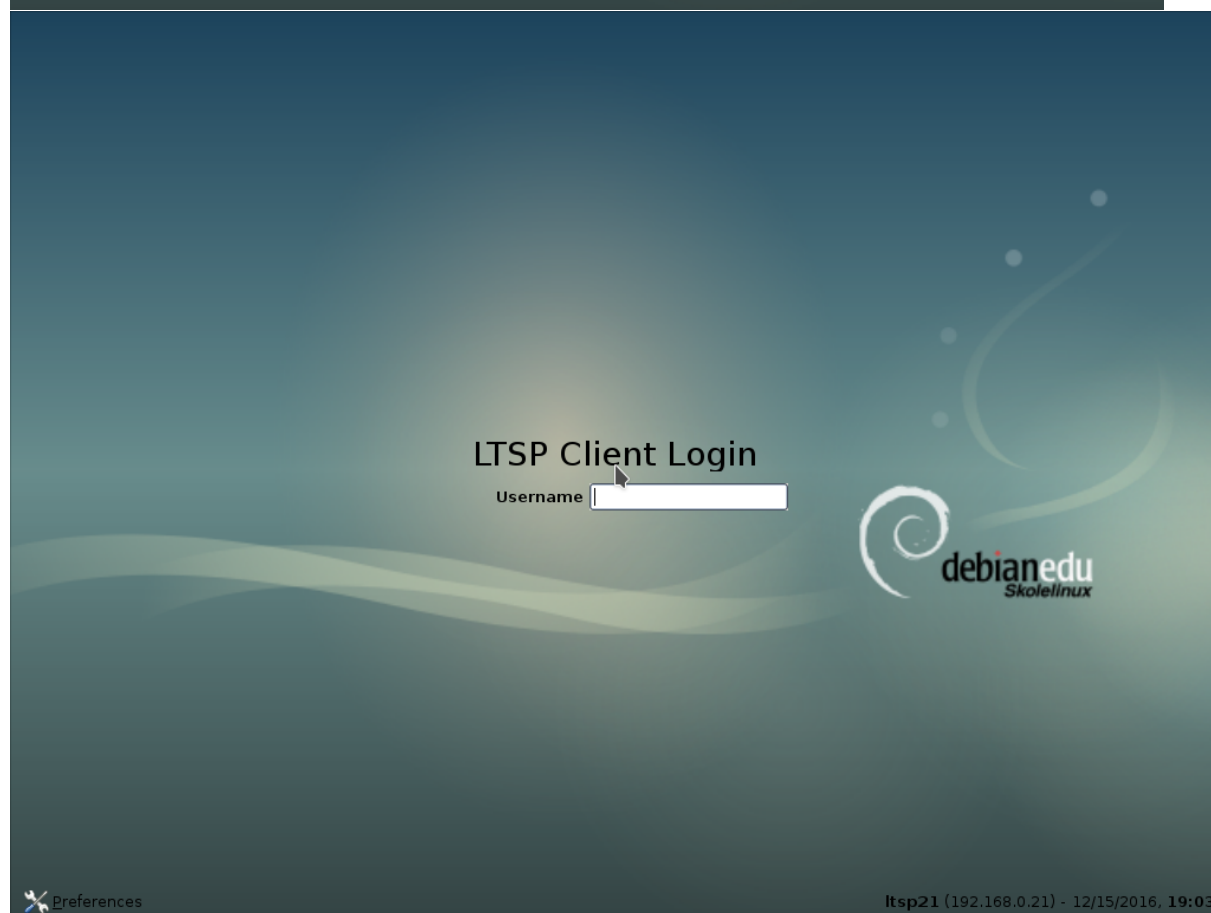 LTSP Client Login
Username
debianedu
Skolelinux
Preferences
ltsp21 (192.168.0.21) - 12/15/2016, 19:03